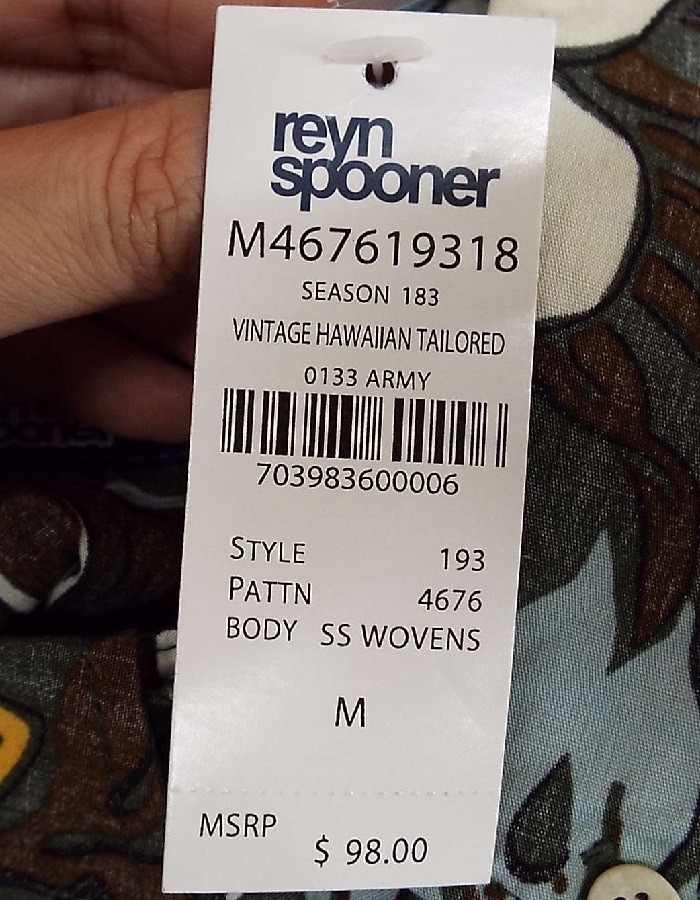 reyn
spooner
M467619318
SEASON 183
VINTAGE HAWAIIAN TAILORED
0133 ARMY
703983600006
STYLE 193
PATTN 4676
BODY SS WOVENS
M
MSRP $ 98.00